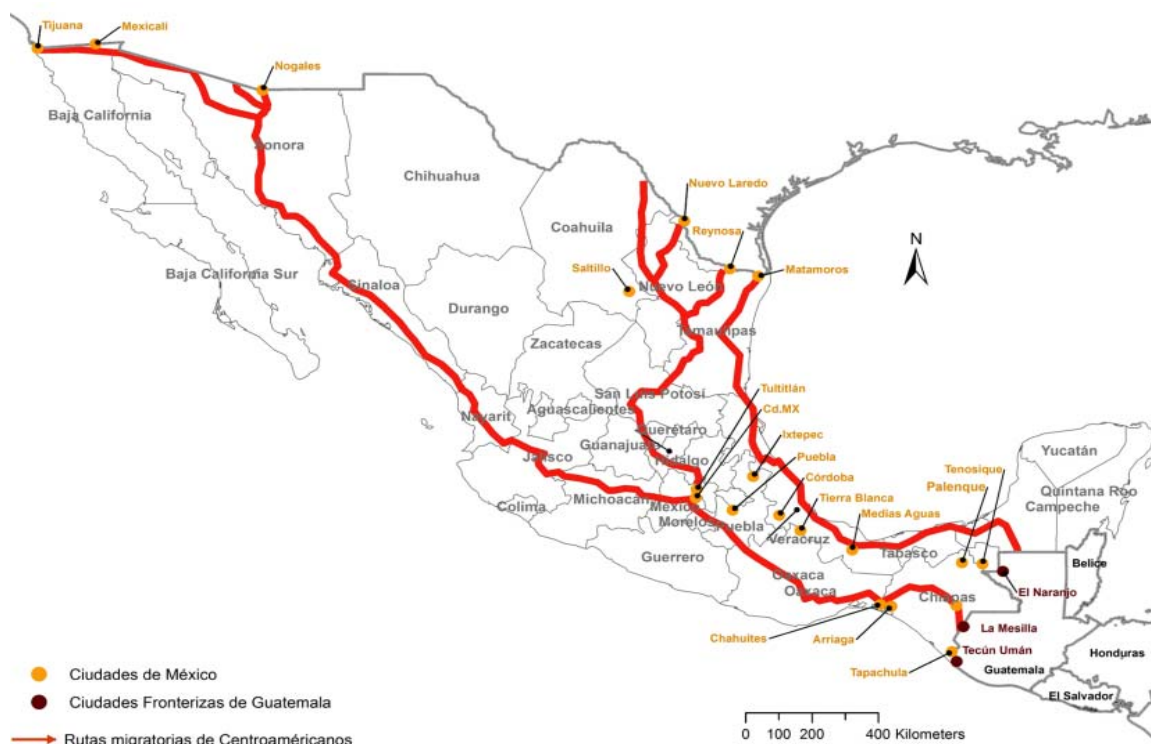 Tijuana
Mexicali
Nogales
Baja California
Sonora
Chihuahua
Nuevo Laredo
Coahuila
Reynosa
N
Saltillo
Matamoros
Baja California Sur
Sinaloa
Nuevo León
Durango
Tamaulipas
Zacatecas
Tultitlán
San Luis Potosí
Cd.MX
Nayarit
Aguascalientes
Querétaro
Ixtepec
Guanajuato
Yucatán
Jalisco
Hidalgo
Puebla
Tenosique
Córdoba
Palenque
Quintana Roo
Colima
Michoacán
México
Tierra Blanca
Campeche
Morelos
Puebla
Medias Aguas
Veracruz
Tabasco
Guerrero
Belice
Oaxaca
Oaxaca
El Naranjo
Chiapas
Chahuites
Arriaga
La Mesilla
Tecún Umán
Honduras
Tapachula
Guatemala
El Salvador
Ciudades de México
Ciudades Fronterizas de Guatemala
0 100 200 400 Kilometers
Rutas migratorias de Centroaméricanos